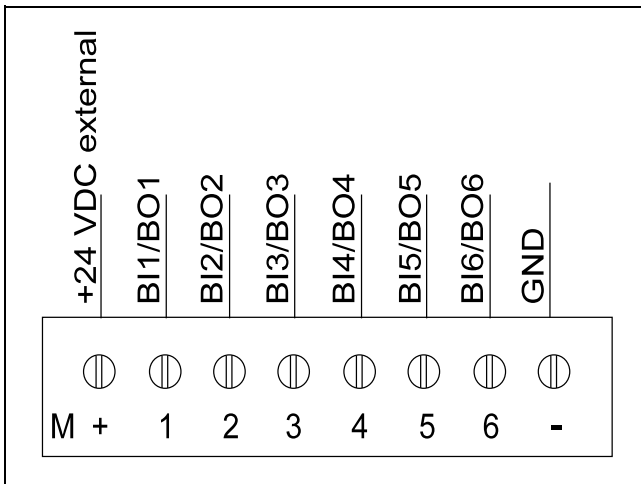 +24 VDC external
BI1/BO1
BI2/BO2
BI3/BO3
BI4/BO4
BI5/BO5
BI6/BO6
GND
M + 1 2 3 4 5 6 -